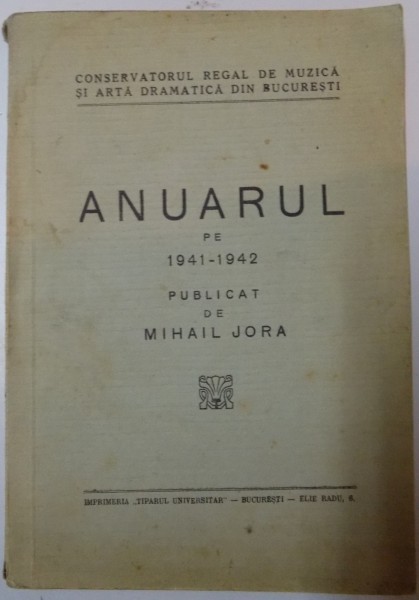 CONSERVATORUL REGAL DE MUZICĂ
ȘI ARTĂ DRAMATICĂ DIN BUCUREȘTI
ANUARUL
PE
1941-1942
PUBLICAT
DE
MIHAIL JORA
IMPRIMERIA „TIPARUL UNIVERSITAR" — BUCUREȘTI — ELIE RADU, 6.